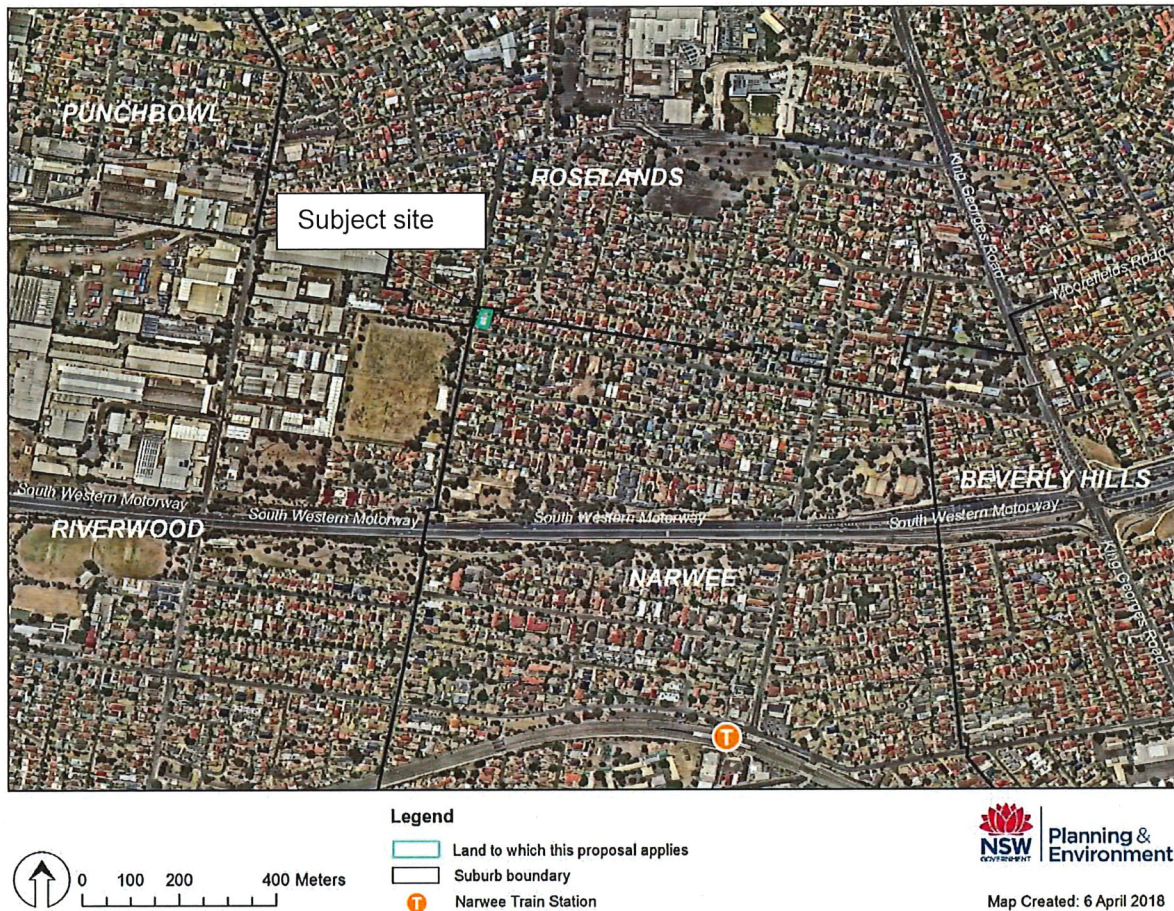 PUNCHBOWL
ROSELANDS
King Georges Road
Moorefields Road
Subject site
BEVERLY HILLS
South Western Motorway
South Western Motorway
South Western Motorway
South Western Motorway
RIVERWOOD
NARWEE
King Georges Road
T
Legend
Land to which this proposal applies
Suburb boundary
T Narwee Train Station
0 100 200 400 Meters
NSW
GOVERNMENT
Planning &
Environment
Map Created: 6 April 2018